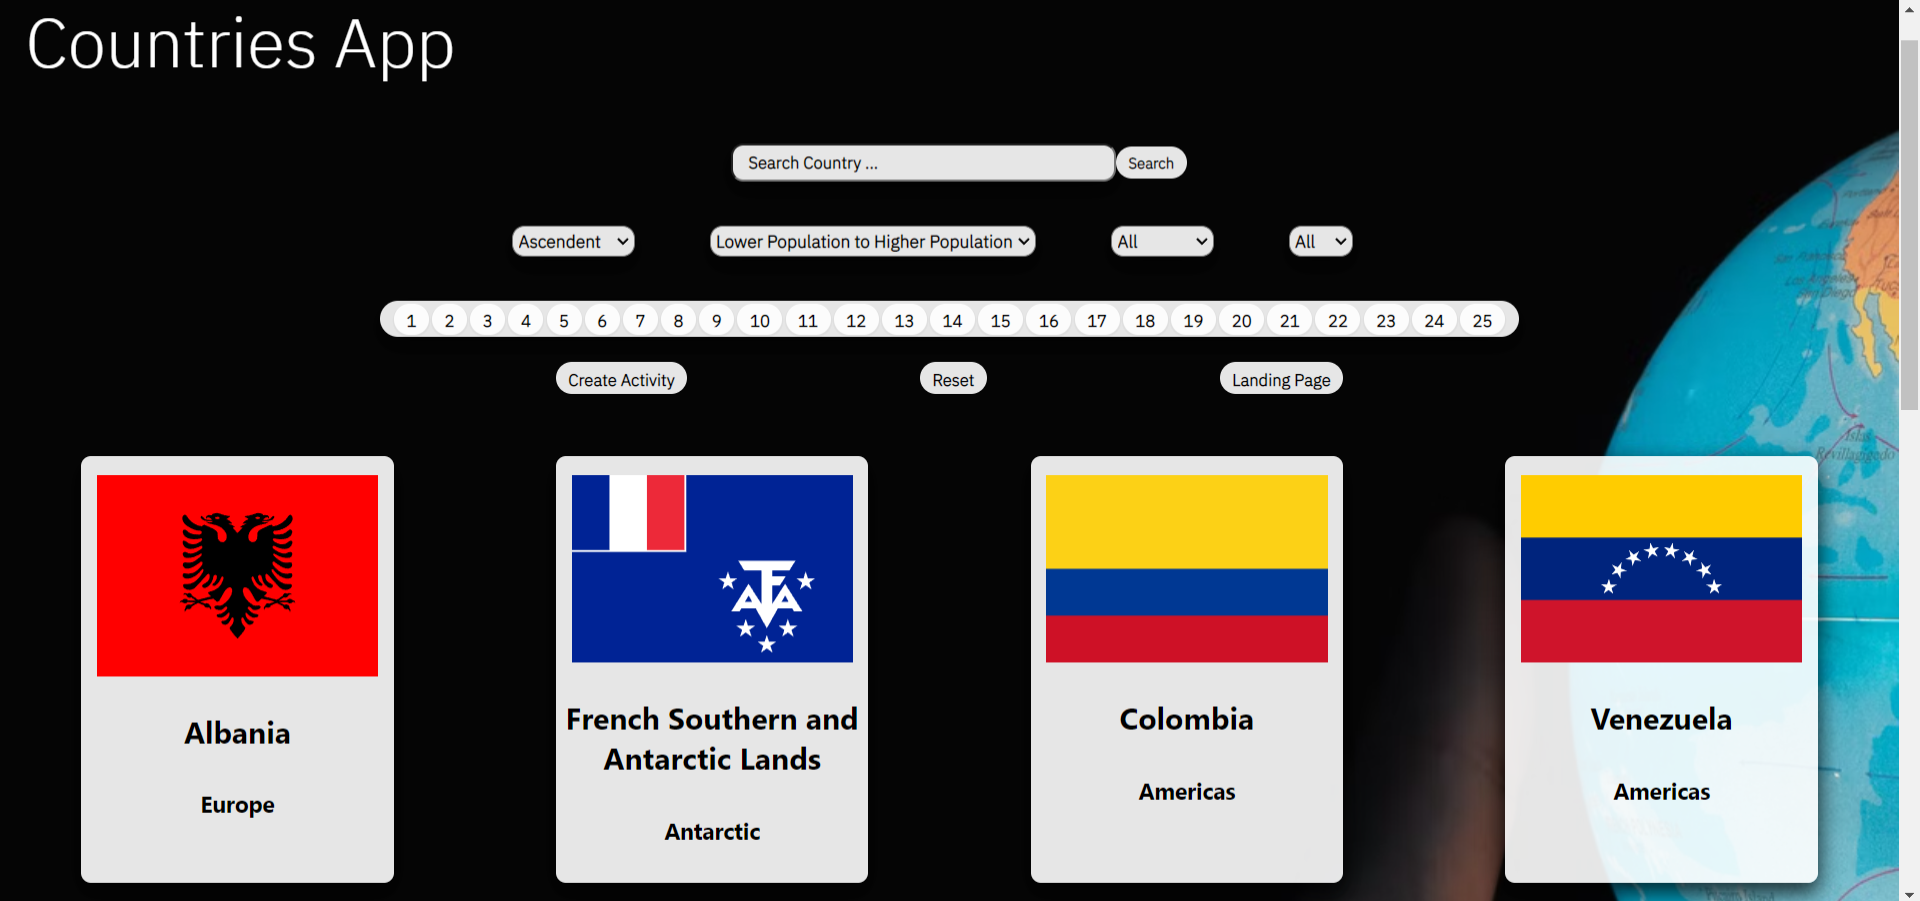 Countries App
Search Country ...
Search
Ascendent
Lower Population to Higher Population
All
All
1 2 3 4 5 6 7 8 9 10 11 12 13 14 15 16 17 18 19 20 21 22 23 24 25
Create Activity
Reset
Landing Page
Islas
Revillagigedo
Albania
Europe
French Southern and
Antarctic Lands
Antarctic
Colombia
Americas
Venezuela
Americas